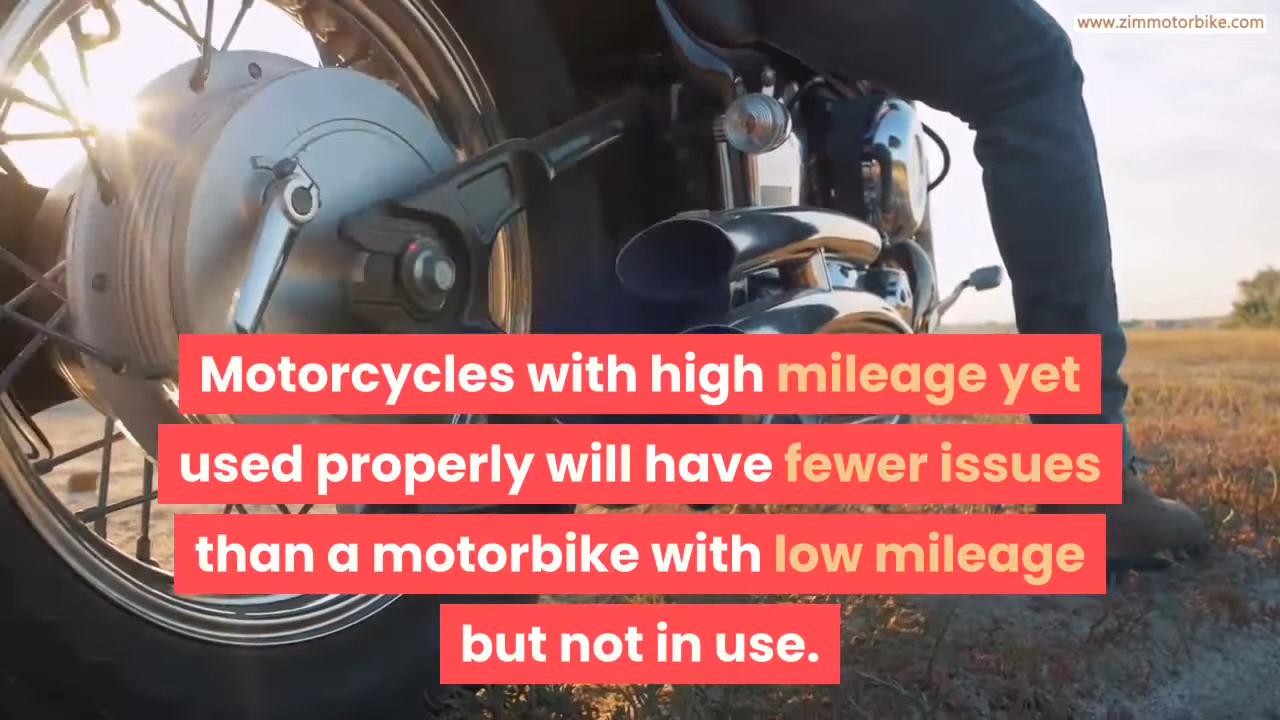 www.zimmotorbike.com
Motorcycles with high mileage yet
used properly will have fewer issues
than a motorbike with low mileage
but not in use.